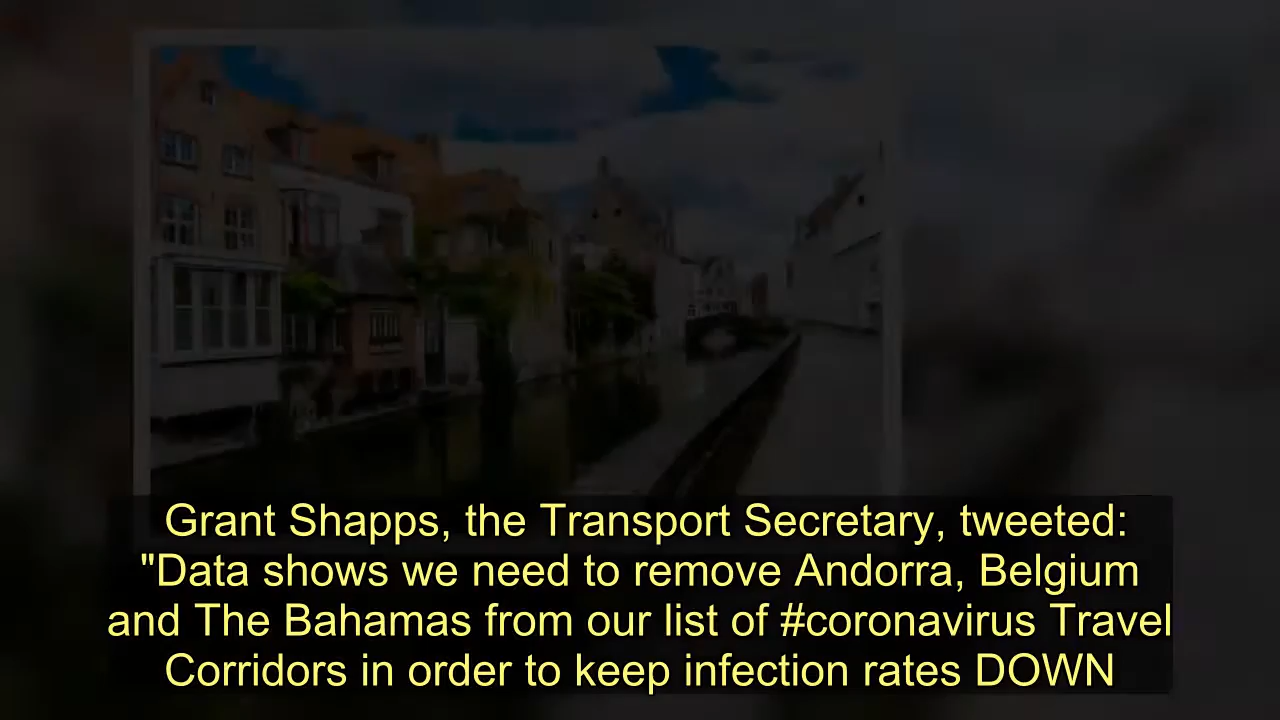 Grant Shapps, the Transport Secretary, tweeted:
"Data shows we need to remove Andorra, Belgium
and The Bahamas from our list of #coronavirus Travel
Corridors in order to keep infection rates DOWN